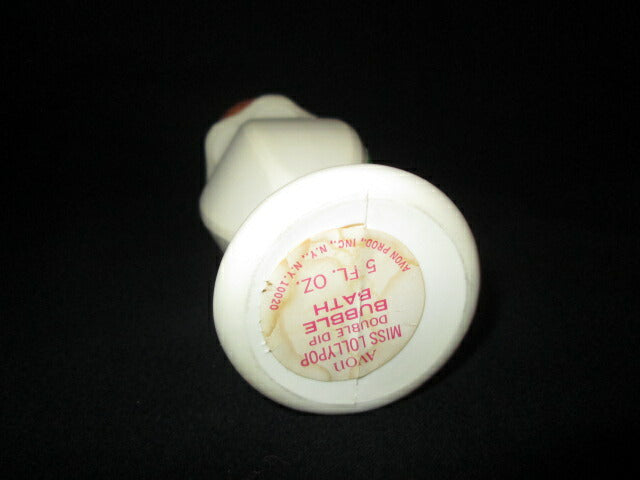 AVON
MISS LOLLYPOP
DOUBLE DIP
BUBBLE
BATH
5 FL. OZ.
AVON PROD., INC., N.Y., N.Y. 10020